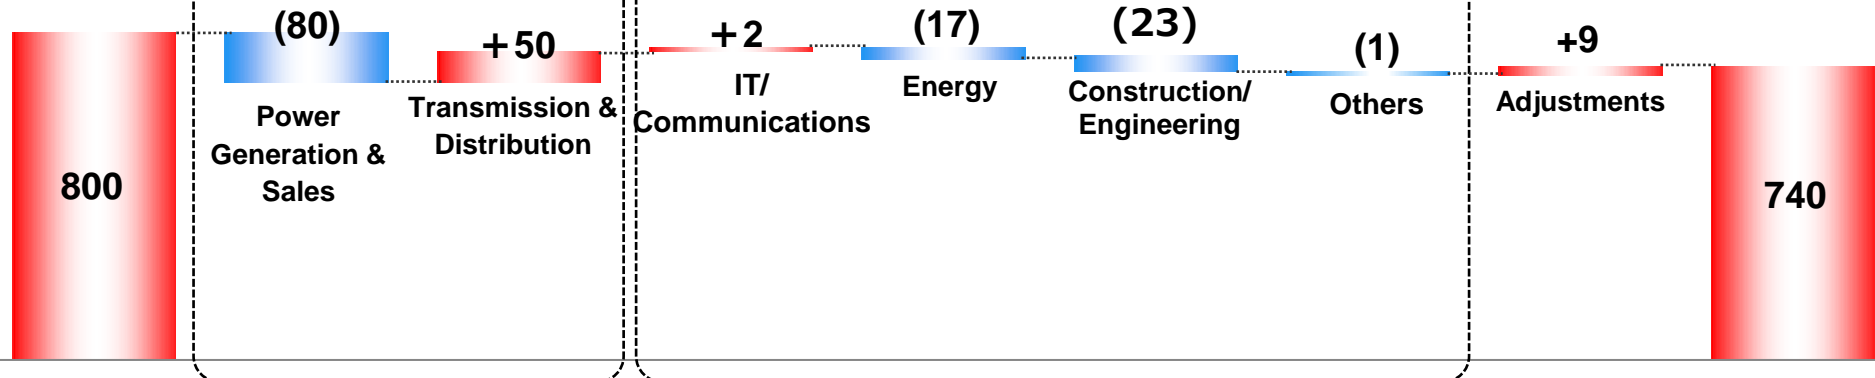 800
(80)
Power
Generation &
Sales
+50
Transmission &
Distribution
+2
IT/
Communications
(17)
Energy
(23)
Construction/
Engineering
(1)
Others
+9
Adjustments
740